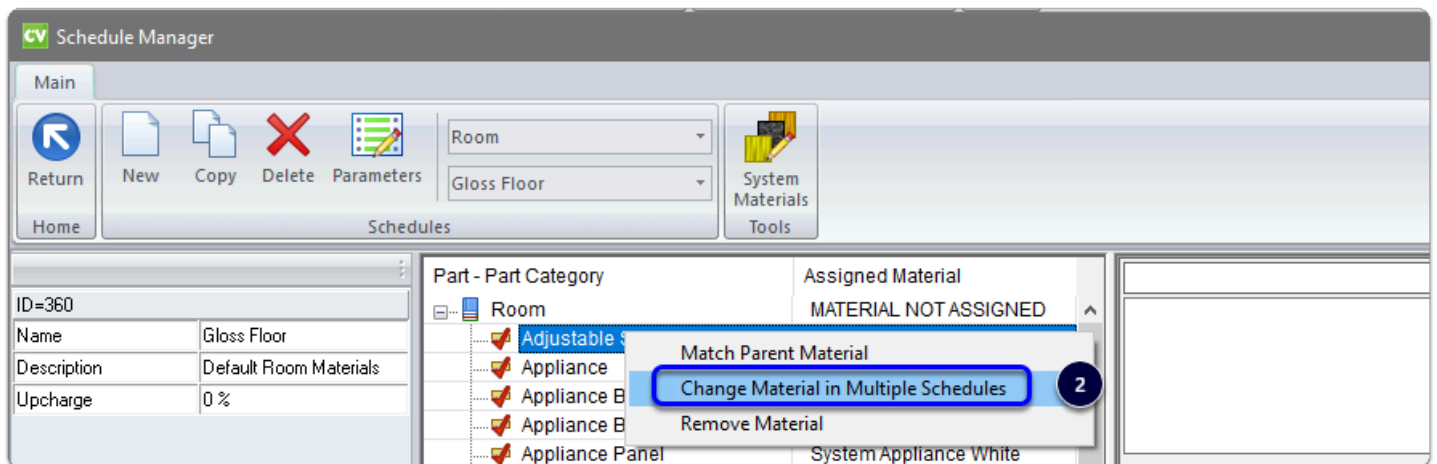 CV Schedule Manager
Main
Return
New
Copy
Delete
Parameters
Room
Gloss Floor
System
Materials
Home
Schedules
Tools
ID=360
Name Gloss Floor
Description Default Room Materials
Upcharge 0 %
Part - Part Category Assigned Material
Room MATERIAL NOT ASSIGNED
Adjustable
Appliance
Appliance B
Appliance B
Appliance Panel System Appliance White
Match Parent Material
Change Material in Multiple Schedules 2
Remove Material